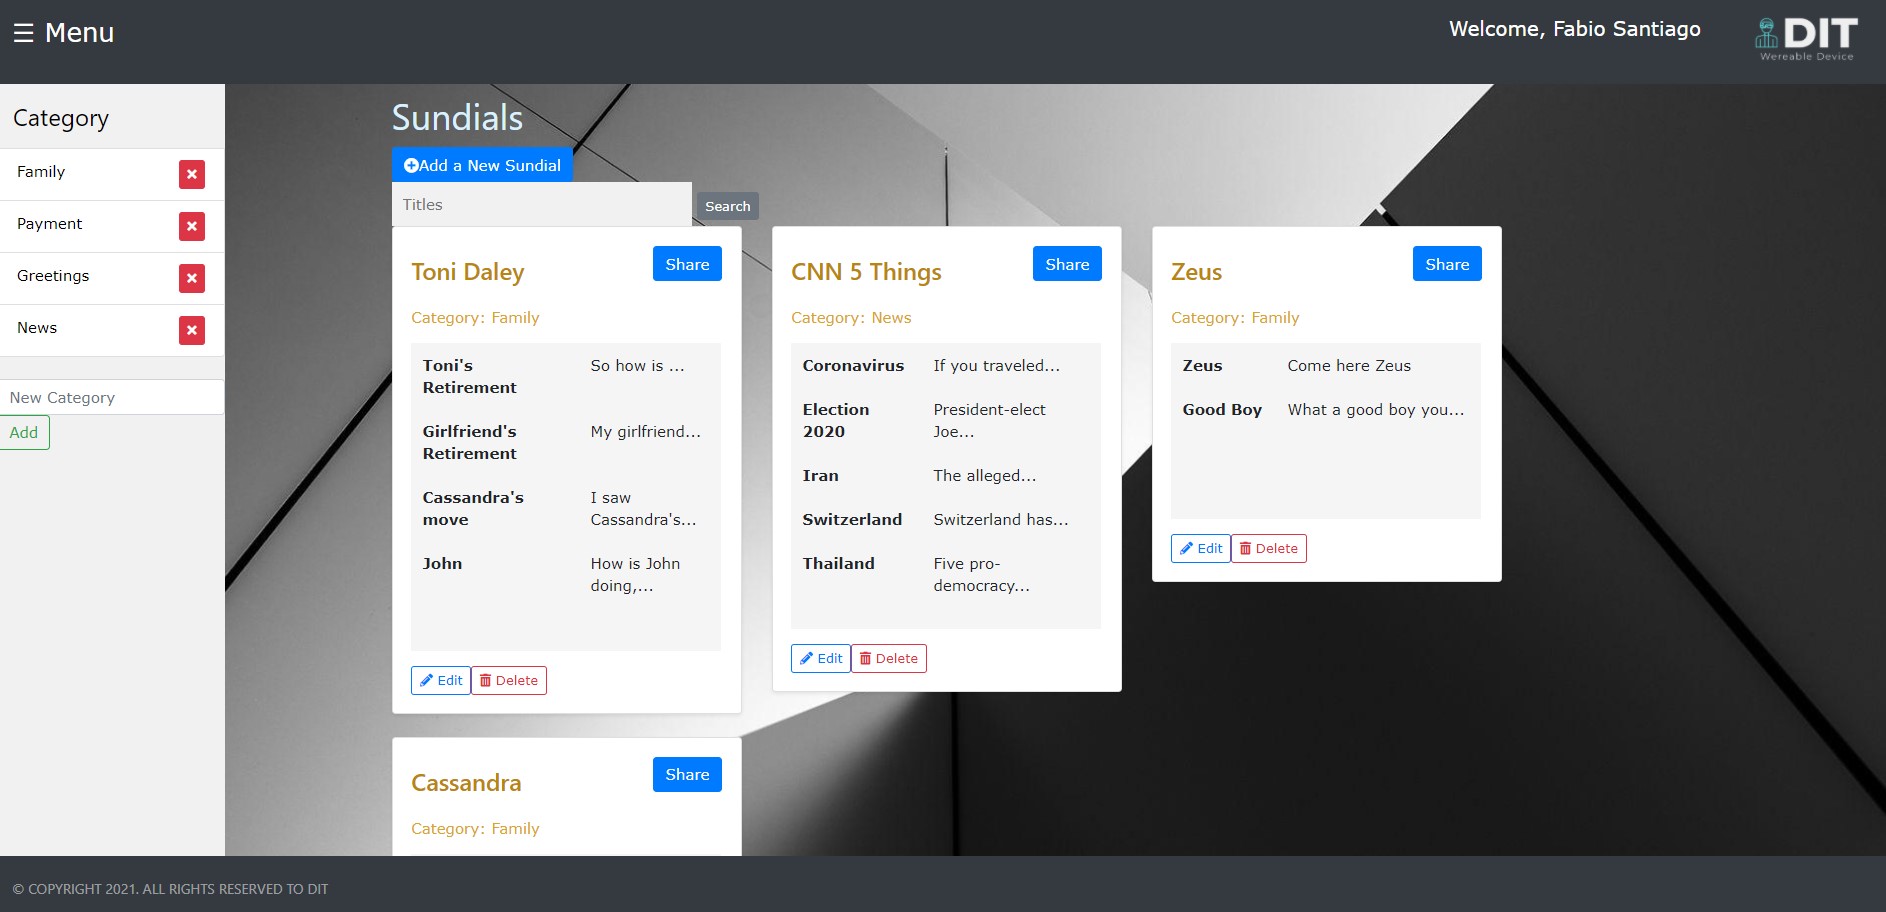 ☰ Menu
Welcome, Fabio Santiago
DIT
Wereable Device
Category
Family
Payment
Greetings
News
New Category
Add
Sundials
Add a New Sundial
Titles
Search
Toni Daley
Share
Category: Family
Toni's Retirement
So how is ...
Girlfriend's Retirement
My girlfriend...
Cassandra's move
I saw Cassandra's...
John
How is John doing,...
Edit
Delete
CNN 5 Things
Share
Category: News
Coronavirus
If you traveled...
Election 2020
President-elect Joe...
Iran
The alleged...
Switzerland
Switzerland has...
Thailand
Five pro-democracy...
Edit
Delete
Zeus
Share
Category: Family
Zeus
Come here Zeus
Good Boy
What a good boy you...
Edit
Delete
Cassandra
Share
Category: Family
© COPYRIGHT 2021. ALL RIGHTS RESERVED TO DIT